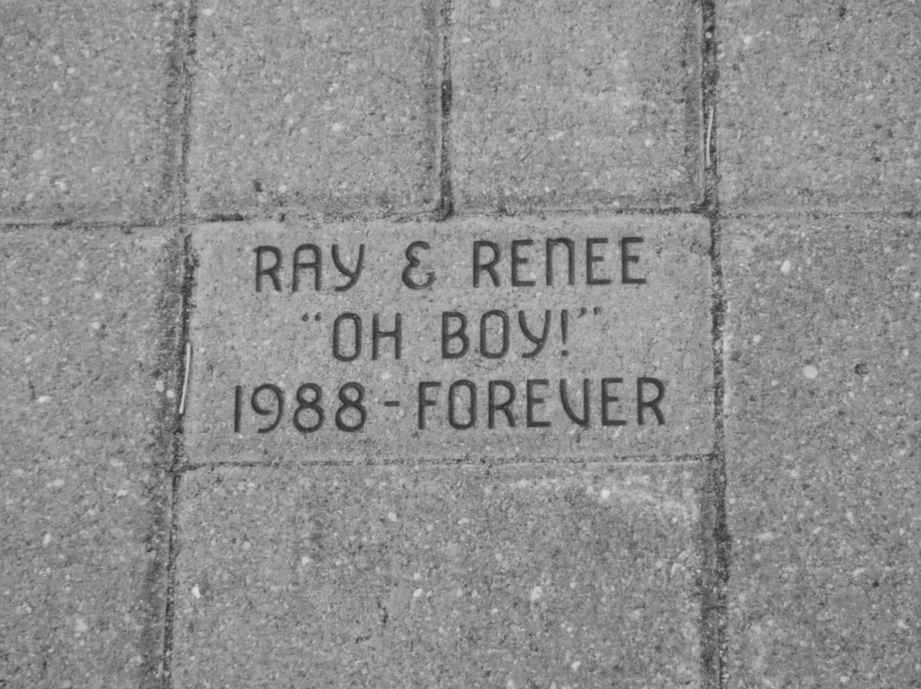 RAY & RENEE
"OH BOY!"
1988-FOREVER